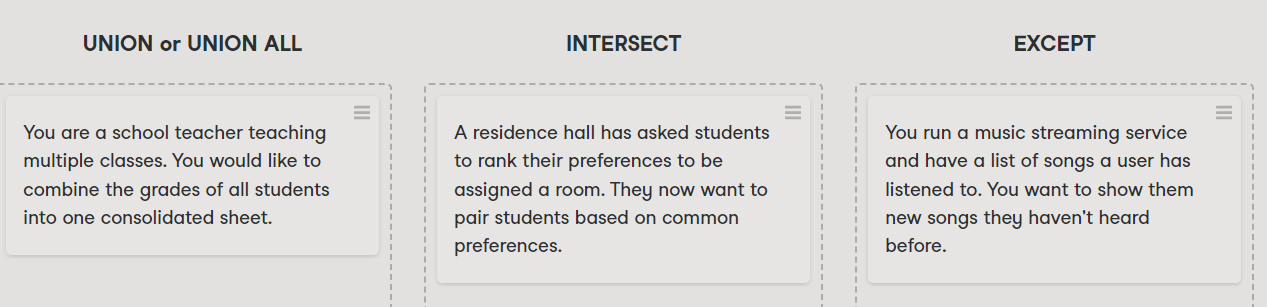 UNION or UNION ALL
INTERSECT
EXCEPT
You are a school teacher teaching
multiple classes. You would like to
combine the grades of all students
into one consolidated sheet.
A residence hall has asked students
to rank their preferences to be
assigned a room. They now want to
pair students based on common
preferences.
You run a music streaming service
and have a list of songs a user has
listened to. You want to show them
new songs they haven't heard
before.